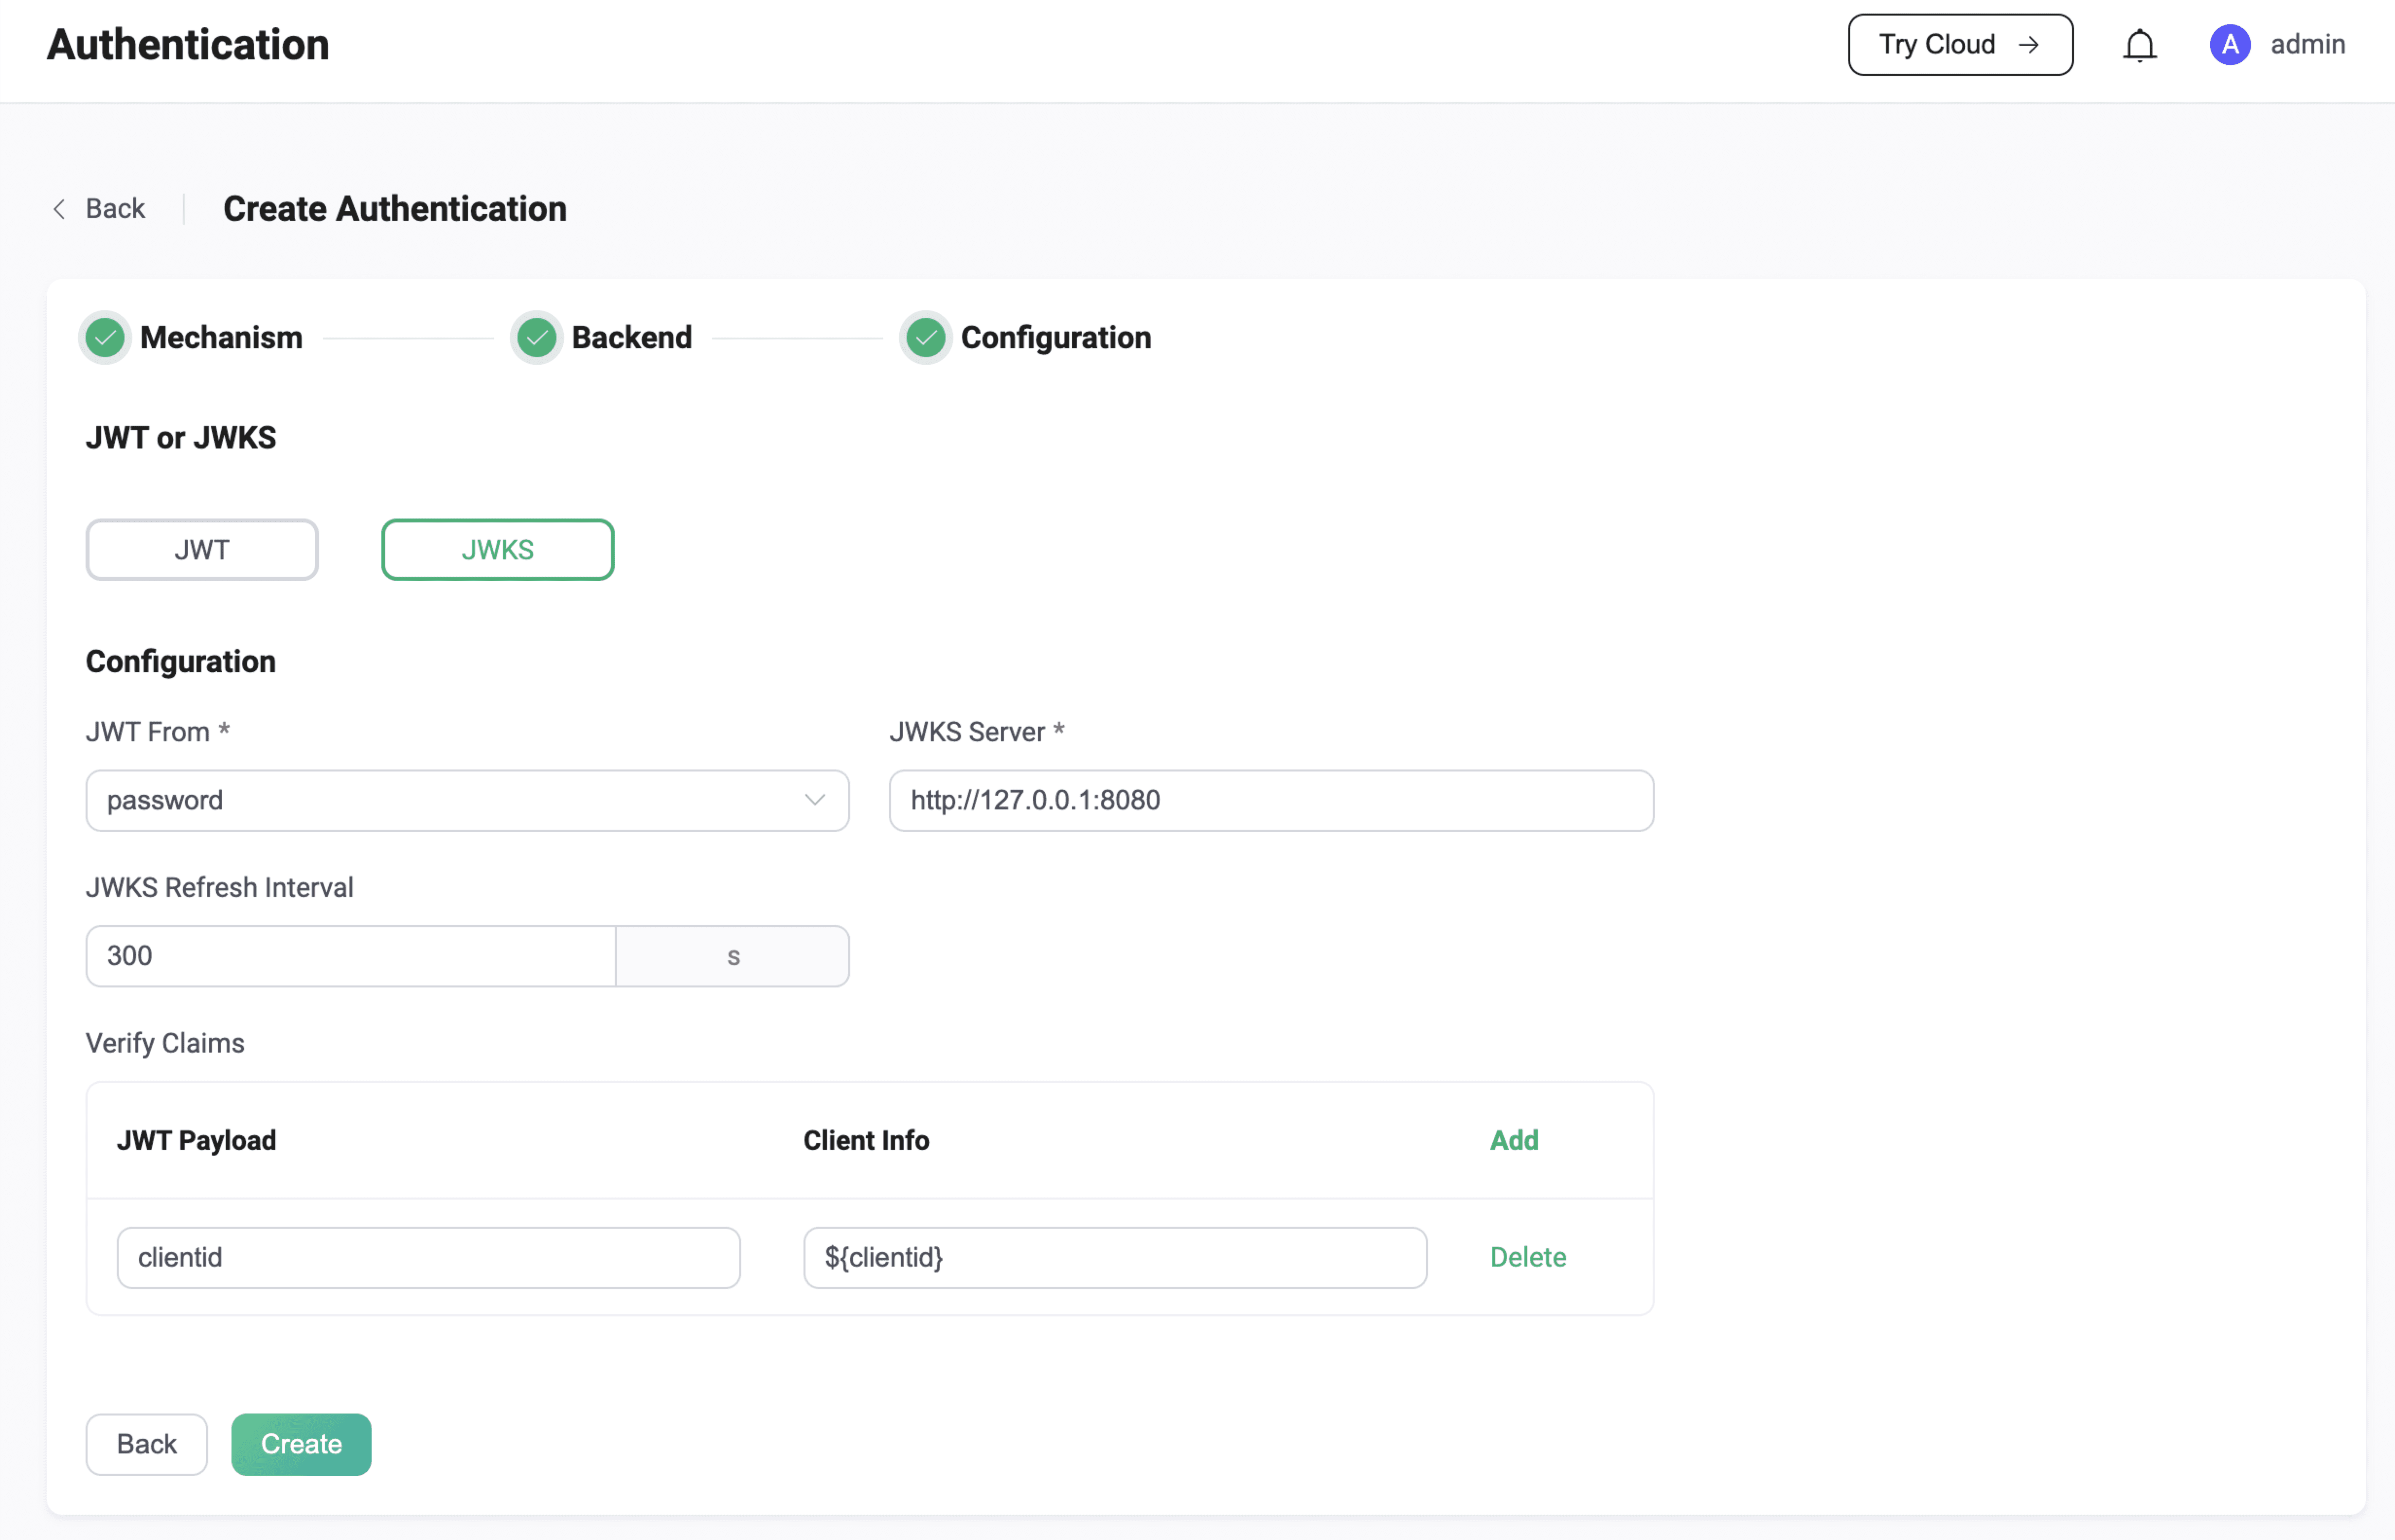 Authentication
Try Cloud →
A admin
Back
Create Authentication
Mechanism
Backend
Configuration
JWT or JWKS
JWT
JWKS
Configuration
JWT From *
JWKS Server *
password
http://127.0.0.1:8080
JWKS Refresh Interval
300
s
Verify Claims
JWT Payload
Client Info
Add
clientid
${clientid}
Delete
Back
Create